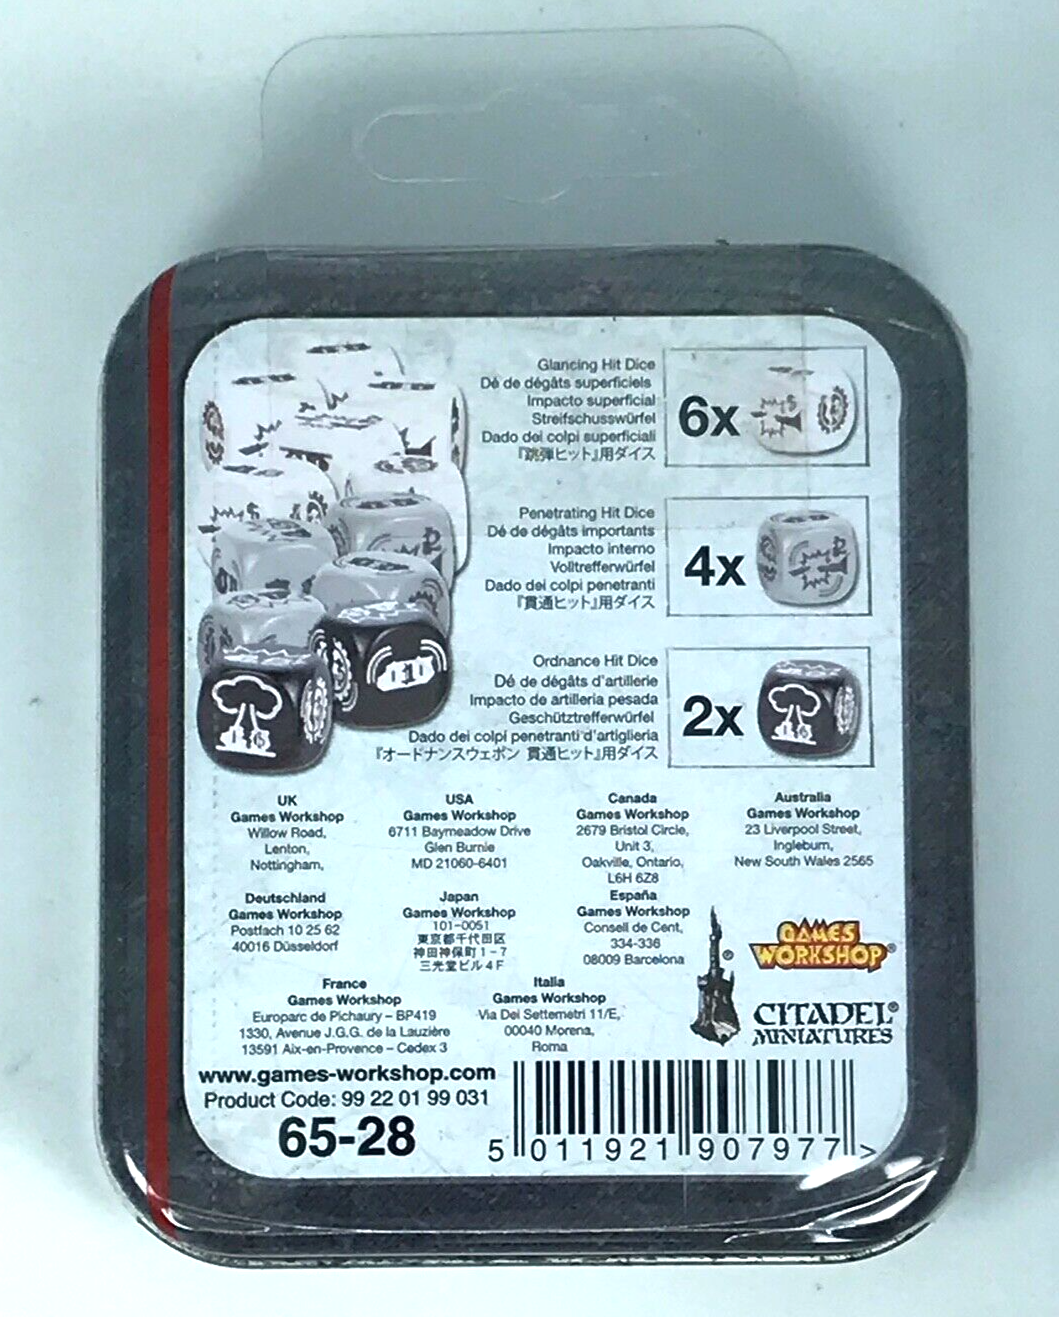 Glancing Hit Dice
Dé de dégâts superficiels
Impacto superficial
Streifschusswürfel
Dado dei colpi superficiali
『跳弾ヒット』用ダイス
6x
Penetrating Hit Dice
Dé de dégâts importants
Impacto interno
Volltrefferwürfel
Dado dei colpi penetranti
『貫通ヒット』用ダイス
4x
Ordnance Hit Dice
Dé de dégâts d'artillerie
Impacto de artilleria pesada
Geschütztrefferwürfel
Dado dei colpi penetranti d'artiglieria
『オードナンスウェポン 貫通ヒット』用ダイス
2x
UK
Games Workshop
Willow Road,
Lenton,
Nottingham,
USA
Games Workshop
6711 Baymeadow Drive
Glen Burnie
MD 21060-6401
Canada
Games Workshop
2679 Bristol Circle,
Unit 3,
Oakville, Ontario,
L6H 6Z8
Australia
Games Workshop
23 Liverpool Street,
Ingleburn,
New South Wales 2565
Deutschland
Games Workshop
Postfach 10 25 62
40016 Düsseldorf
Japan
Games Workshop
101-0051
東京都千代田区
神田神保町1-7
三光堂ビル4F
España
Games Workshop
Consell de Cent,
334-336
08009 Barcelona
France
Games Workshop
Europarc de Pichaury – BP419
1330, Avenue J.G.G. de la Lauzière
13591 Aix-en-Provence – Cedex 3
Italia
Games Workshop
Via Dei Settemetri 11/E,
00040 Morena,
Roma
®
GAMES
WORKSHOP®
CITADEL®
MINIATURES
www.games-workshop.com
Product Code: 99 22 01 99 031
65-28
5 011921 907977 >